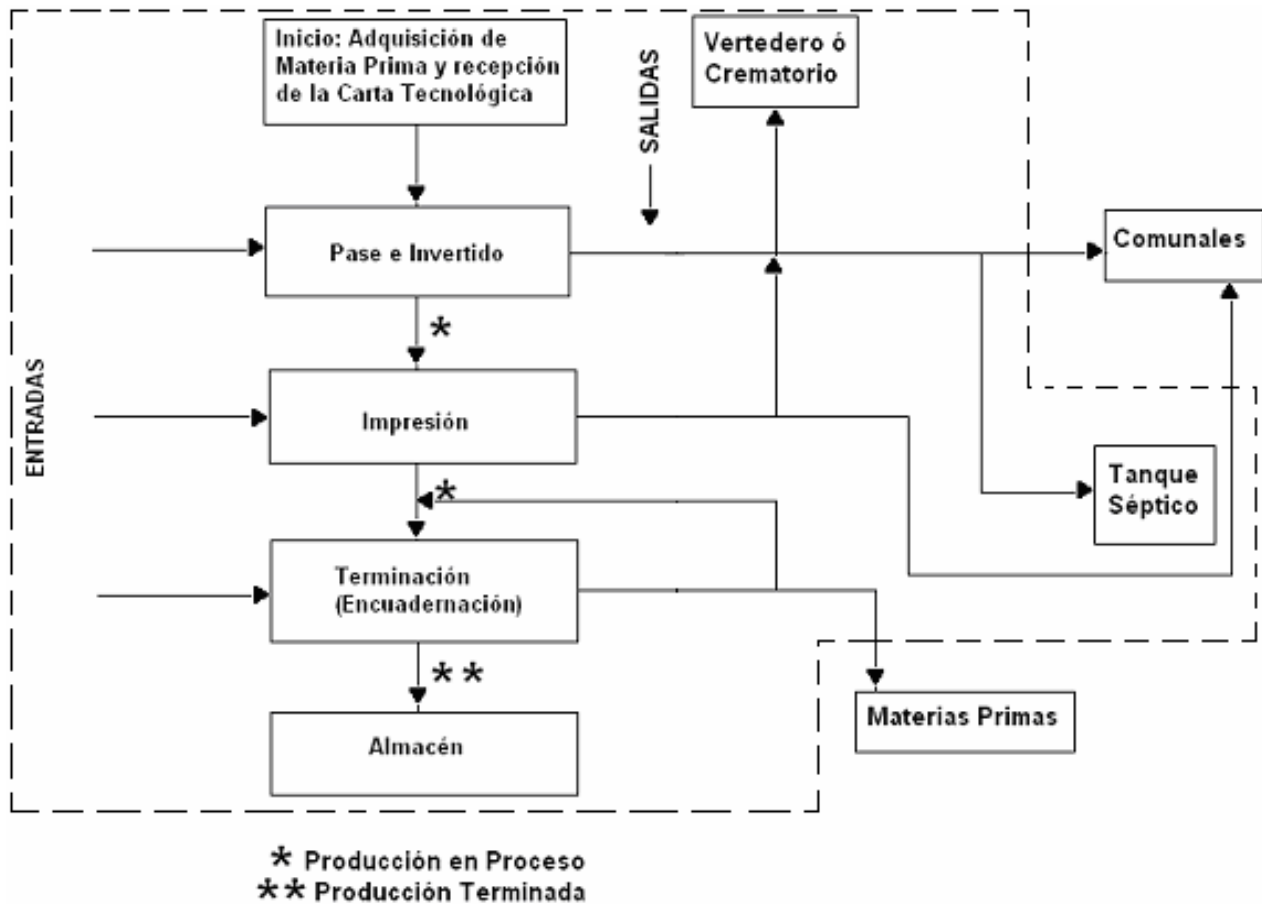 Inicio: Adquisición de
Materia Prima y recepción
de la Carta Tecnológica
SALIDAS
Vertedero ó
Crematorio
Pase e Invertido
Comunales
*
ENTRADAS
Impresión
*
Tanque
Séptico
Terminación
(Encuadernación)
**
Materias Primas
Almacén
* Producción en Proceso
** Producción Terminada